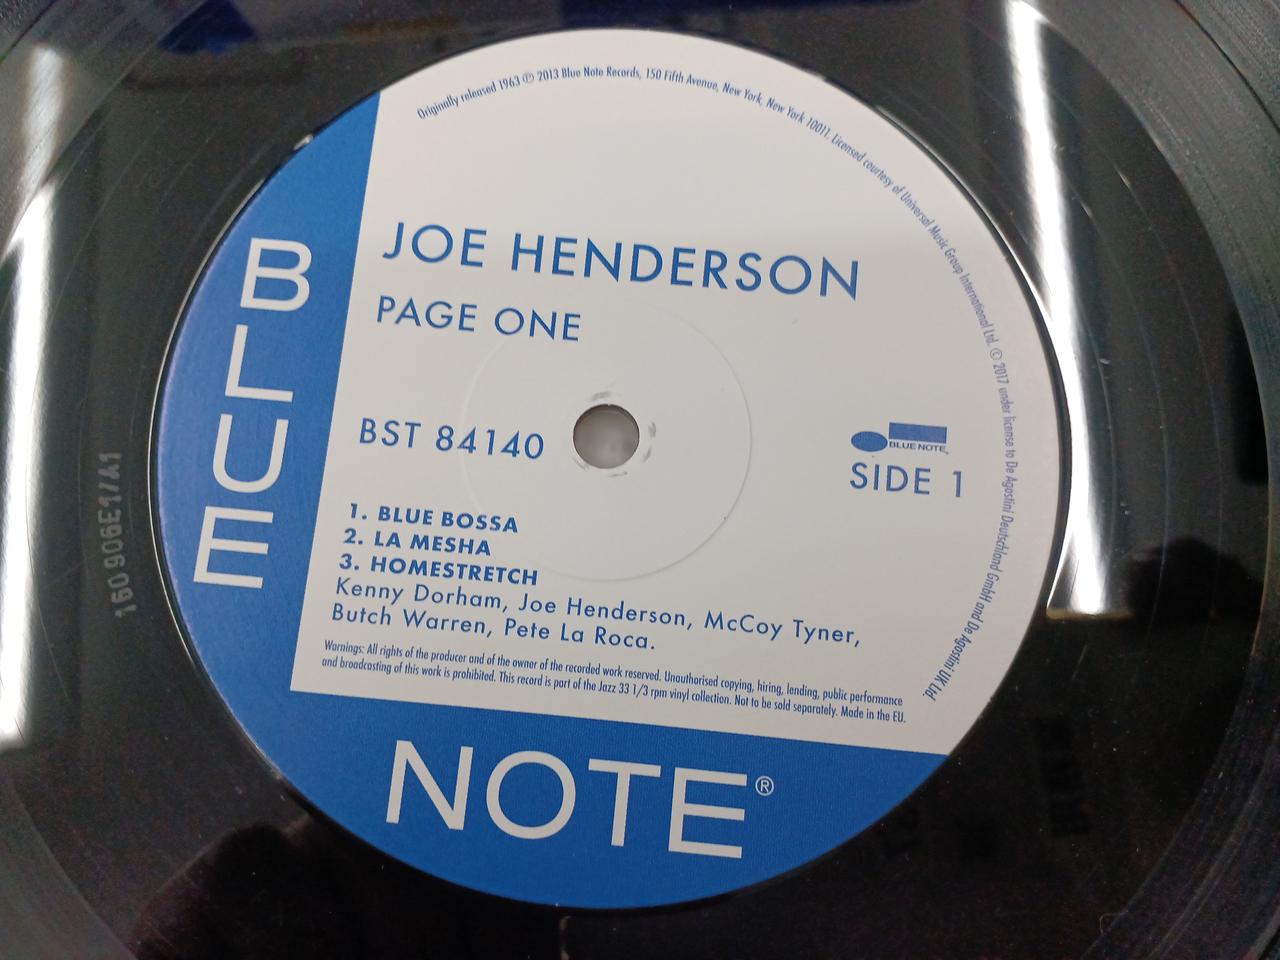 Originally released 1963 ℗ 2013 Blue Note Records, 150 Fifth Avenue, New York, New York 10011. Licensed courtesy of Universal Music Group International Ltd. © 2017 under license to De Agostini Deutschland GmbH and De Agostini UK Ltd.
JOE HENDERSON
PAGE ONE
BST 84140
BLUE NOTE
SIDE 1
1. BLUE BOSSA
2. LA MESHA
3. HOMESTRETCH
Kenny Dorham, Joe Henderson, McCoy Tyner,
Butch Warren, Pete La Roca.
Warnings: All rights of the producer and of the owner of the recorded work reserved. Unauthorised copying, hiring, lending, public performance
and broadcasting of this work is prohibited. This record is part of the Jazz 33 1/3 rpm vinyl collection. Not to be sold separately. Made in the EU.
BLUE
NOTE®
160906E1/A1